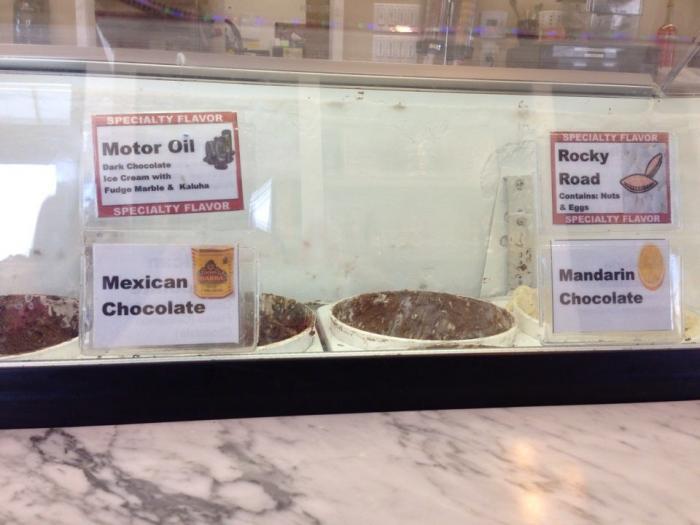 SPECIALTY FLAVOR
Motor Oil
Dark Chocolate
Ice Cream with
Fudge Marble & Kaluha
SPECIALTY FLAVOR
Mexican
Chocolate
SPECIALTY FLAVOR
Rocky
Road
Contains: Nuts
& Eggs
SPECIALTY FLAVOR
Mandarin
Chocolate